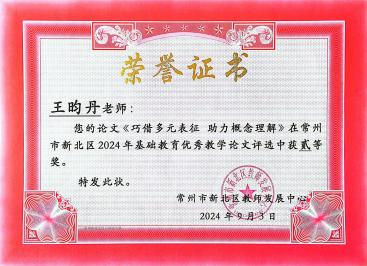 荣誉证书
王昀丹老师：
您的论文《巧借多元表征 助力概念理解》在常州
市新北区2024年基础教育优秀教学论文评选中获贰等
奖。
特发此状。
常州市新北区教师发展中心
2024年9月3日